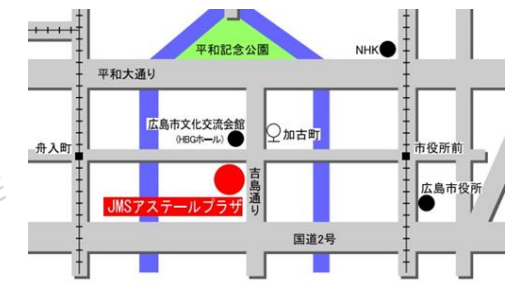 平和記念公園
NHK
平和大通り
広島市文化交流会館
(HBGホール)
加古町
舟入町
市役所前
吉島通り
広島市役所
JMSアステールプラザ
国道2号